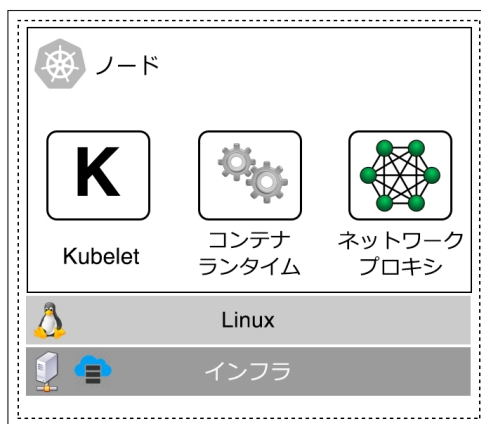 ノード
K
Kubelet
コンテナ
ランタイム
ネットワーク
プロキシ
Linux
インフラ